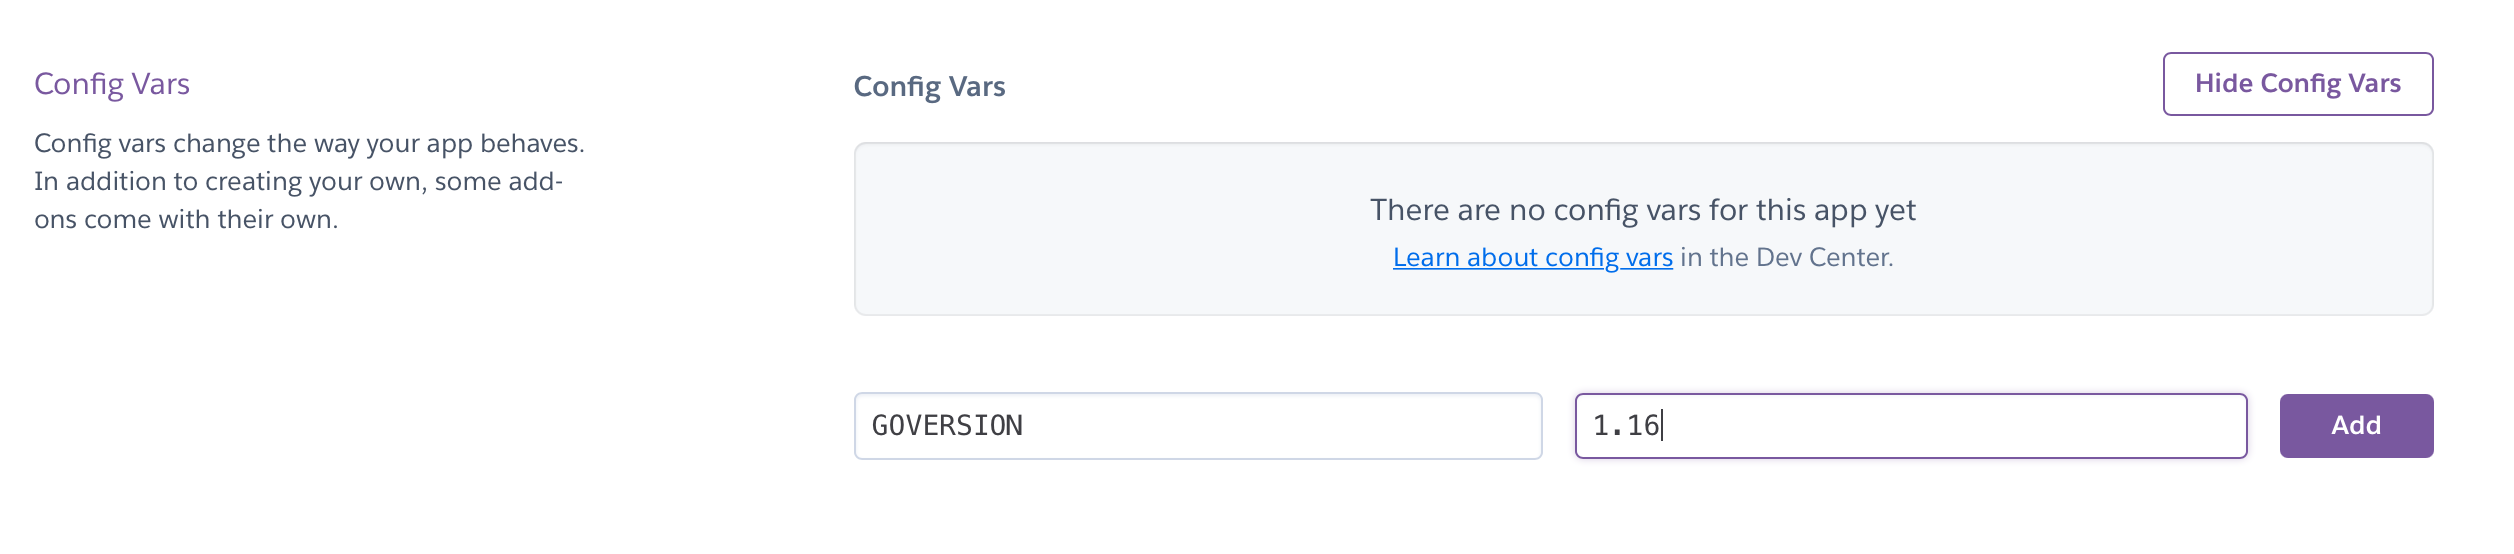 Config Vars
Config vars change the way your app behaves.
In addition to creating your own, some add-
ons come with their own.
Config Vars
Hide Config Vars
There are no config vars for this app yet
Learn about config vars in the Dev Center.
GOVERSION
1.16
Add